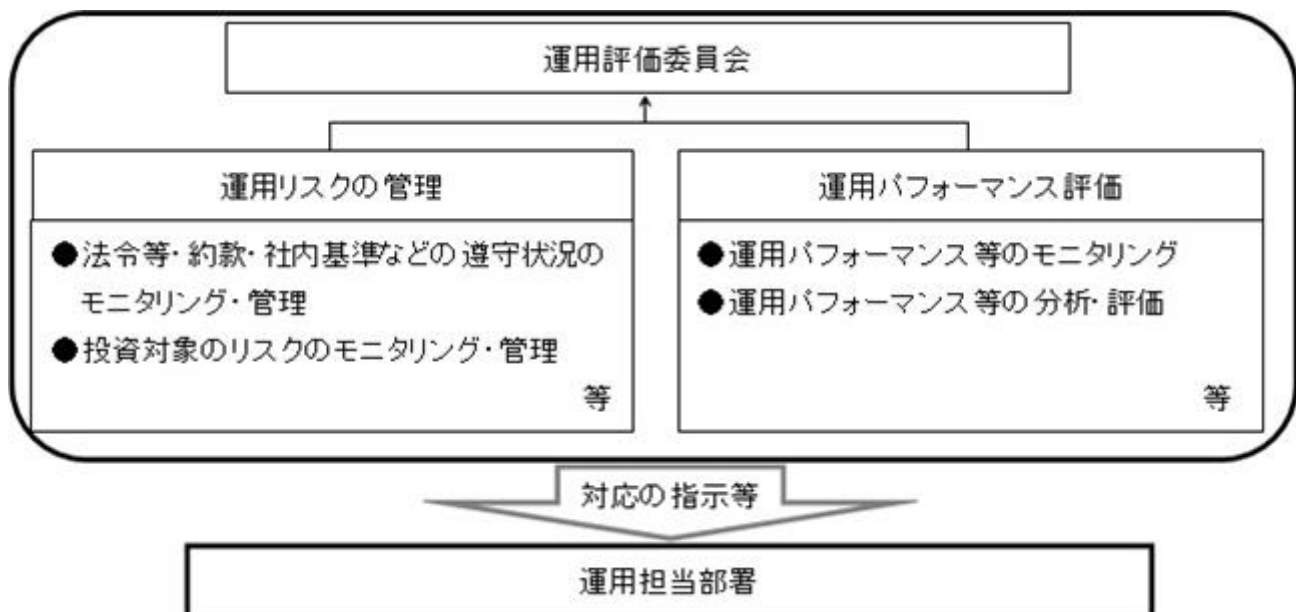 運用評価委員会
運用リスクの管理
●法令等・約款・社内基準などの遵守状況の
モニタリング・管理
●投資対象のリスクのモニタリング・管理
等
運用パフォーマンス評価
●運用パフォーマンス等のモニタリング
●運用パフォーマンス等の分析・評価
等
対応の指示等
運用担当部署